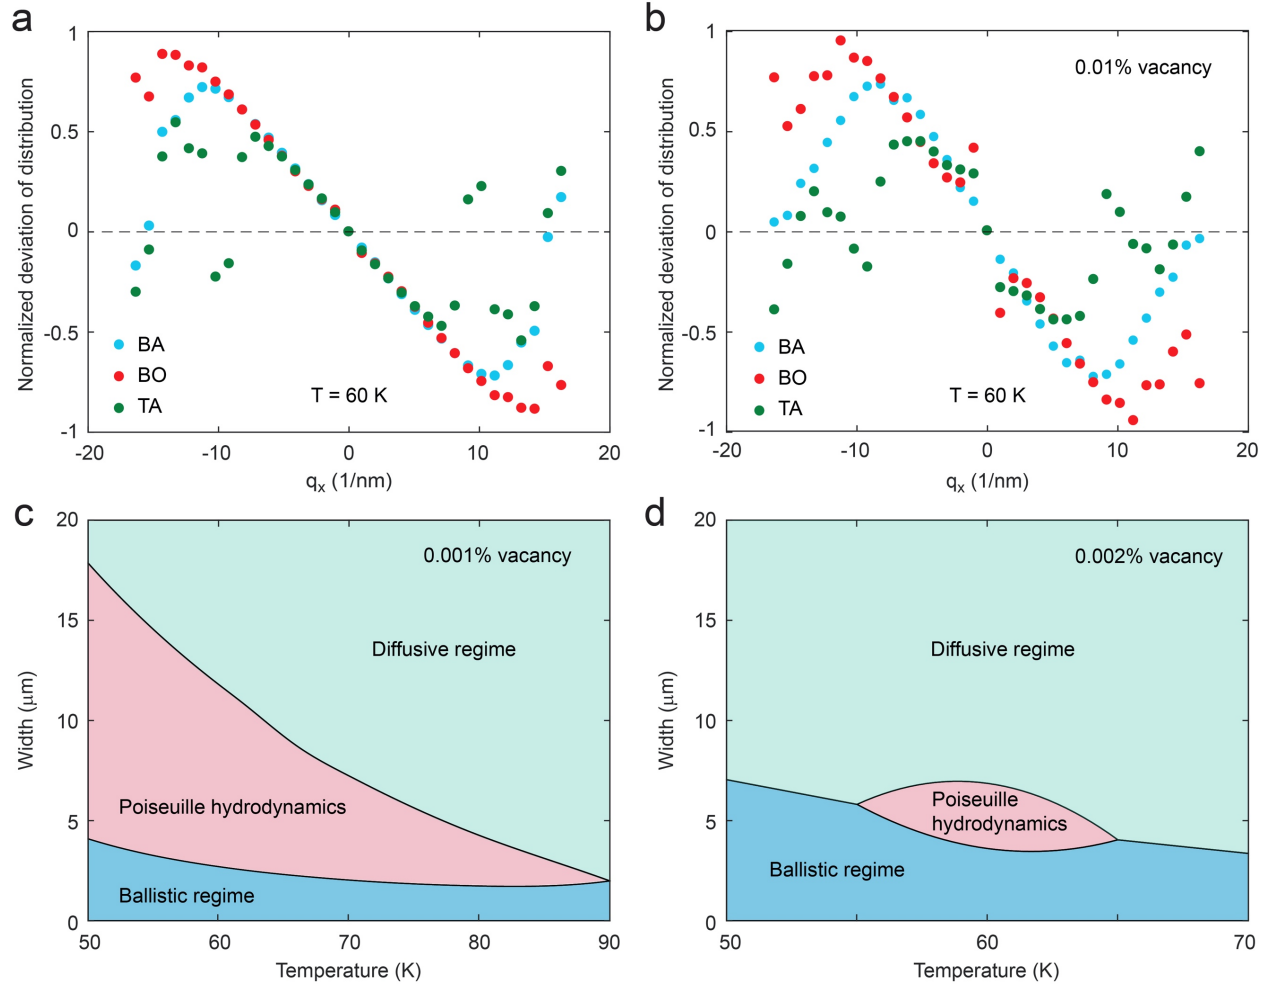 a
1
0.5
0
-0.5
-1
-20
-10
0
10
20
Normalized deviation of distribution
qx (1/nm)
BA
BO
TA
T = 60 K
b
0.01% vacancy
1
0.5
0
-0.5
-1
-20
-10
0
10
20
Normalized deviation of distribution
qx (1/nm)
BA
BO
TA
T = 60 K
c
0.001% vacancy
Diffusive regime
Poiseuille hydrodynamics
Ballistic regime
20
15
10
5
0
50
60
70
80
90
Width (μm)
Temperature (K)
d
0.002% vacancy
Diffusive regime
Poiseuille
hydrodynamics
Ballistic regime
20
15
10
5
0
50
60
70
Width (μm)
Temperature (K)